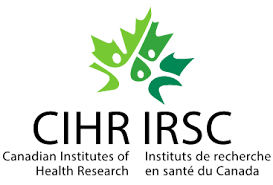 CIHR IRSC
Canadian Institutes of Instituts de recherche
Health Research en santé du Canada